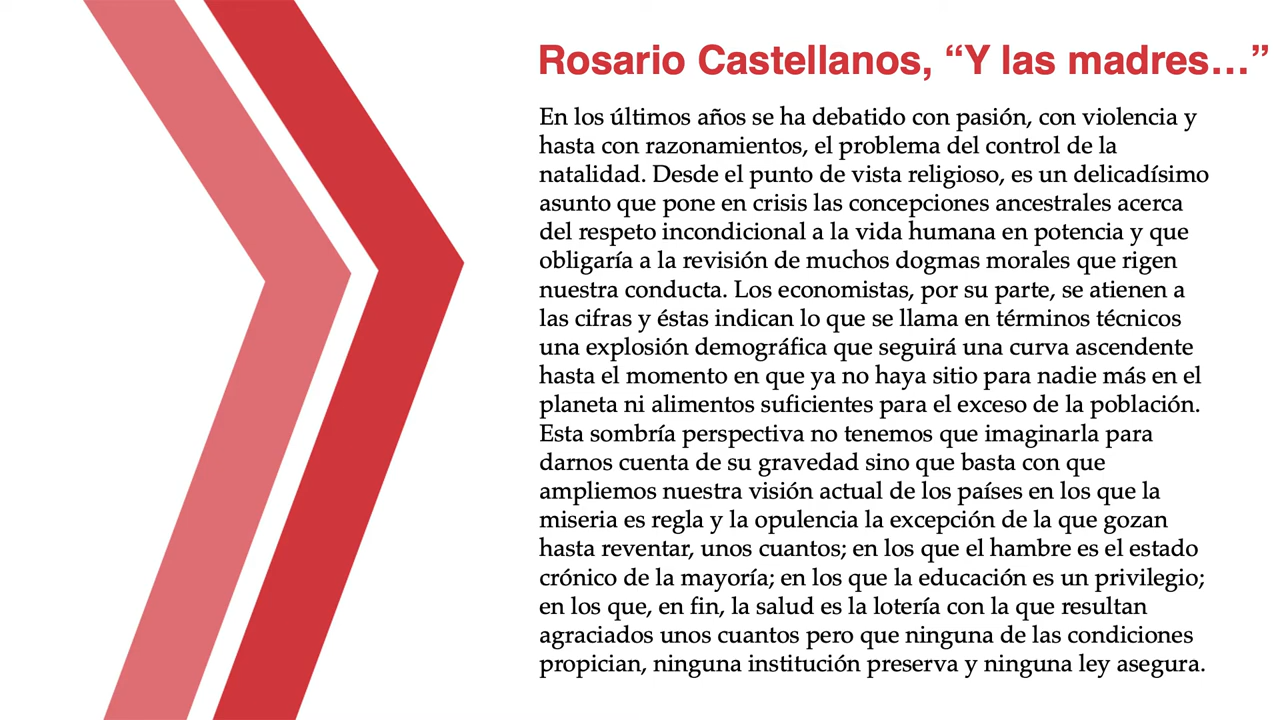 Rosario Castellanos, “Y las madres…”
En los últimos años se ha debatido con pasión, con violencia y
hasta con razonamientos, el problema del control de la
natalidad. Desde el punto de vista religioso, es un delicadísimo
asunto que pone en crisis las concepciones ancestrales acerca
del respeto incondicional a la vida humana en potencia y que
obligaría a la revisión de muchos dogmas morales que rigen
nuestra conducta. Los economistas, por su parte, se atienen a
las cifras y éstas indican lo que se llama en términos técnicos
una explosión demográfica que seguirá una curva ascendente
hasta el momento en que ya no haya sitio para nadie más en el
planeta ni alimentos suficientes para el exceso de la población.
Esta sombría perspectiva no tenemos que imaginarla para
darnos cuenta de su gravedad sino que basta con que
ampliemos nuestra visión actual de los países en los que la
miseria es regla y la opulencia la excepción de la que gozan
hasta reventar, unos cuantos; en los que el hambre es el estado
crónico de la mayoría; en los que la educación es un privilegio;
en los que, en fin, la salud es la lotería con la que resultan
agraciados unos cuantos pero que ninguna de las condiciones
propician, ninguna institución preserva y ninguna ley asegura.